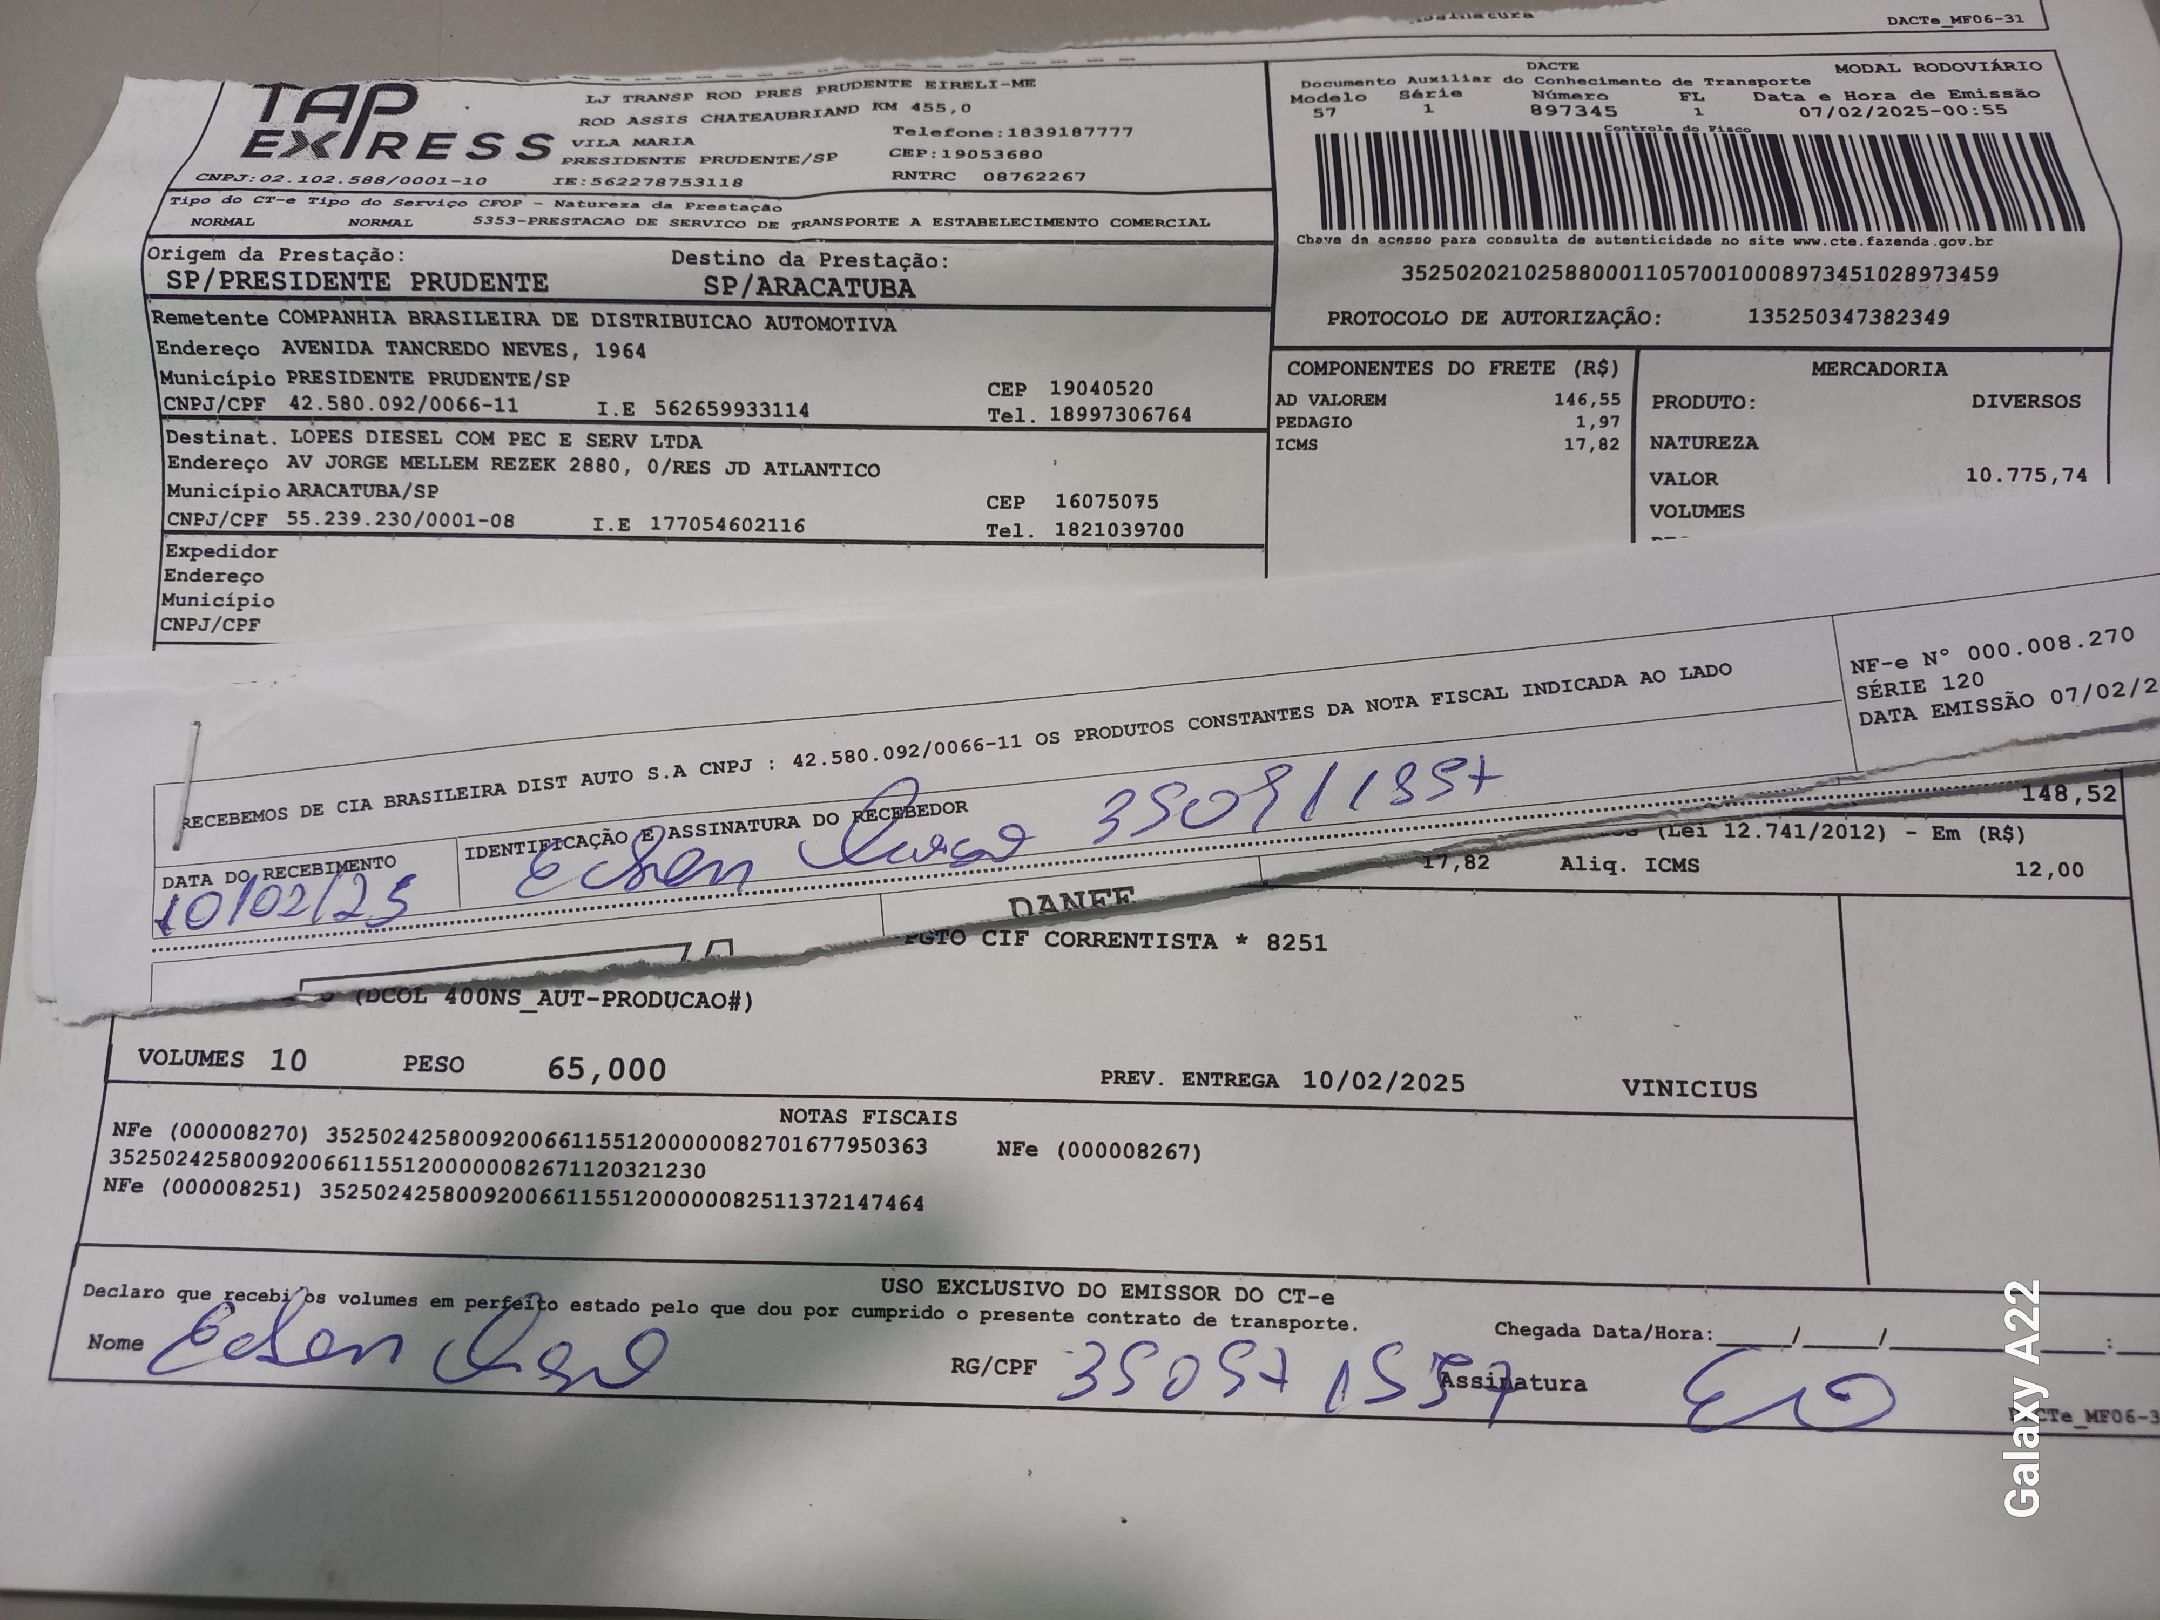 DACTe_MF06-31
TAP EXPRESS
LJ TRANSP ROD PRES PRUDENTE EIRELI-ME
ROD ASSIS CHATEAUBRIAND KM 455,0
VILA MARIA Telefone:1839187777
PRESIDENTE PRUDENTE/SP CEP:19053680
CNPJ:02.102.588/0001-10 IE:562278753118 RNTRC 08762267
DACTE MODAL RODOVIÁRIO
Documento Auxiliar do Conhecimento de Transporte
Modelo Série Número FL Data e Hora de Emissão
57 1 897345 1 07/02/2025-00:55
Controle do Fisco
Chave de acesso para consulta de autenticidade no site www.cte.fazenda.gov.br
35250202102588000110570010008973451028973459
PROTOCOLO DE AUTORIZAÇÃO: 135250347382349
Tipo do CT-e Tipo do Serviço CFOP - Natureza da Prestação
NORMAL NORMAL 5353-PRESTACAO DE SERVICO DE TRANSPORTE A ESTABELECIMENTO COMERCIAL
Origem da Prestação: Destino da Prestação:
SP/PRESIDENTE PRUDENTE SP/ARACATUBA
Remetente COMPANHIA BRASILEIRA DE DISTRIBUICAO AUTOMOTIVA
Endereço AVENIDA TANCREDO NEVES, 1964
Município PRESIDENTE PRUDENTE/SP CEP 19040520
CNPJ/CPF 42.580.092/0066-11 I.E 562659933114 Tel. 18997306764
Destinat. LOPES DIESEL COM PEC E SERV LTDA
Endereço AV JORGE MELLEM REZEK 2880, 0/RES JD ATLANTICO
Município ARACATUBA/SP CEP 16075075
CNPJ/CPF 55.239.230/0001-08 I.E 177054602116 Tel. 1821039700
Expedidor
Endereço
Município
CNPJ/CPF
COMPONENTES DO FRETE (R$)
AD VALOREM 146,55
PEDAGIO 1,97
ICMS 17,82
MERCADORIA
PRODUTO: DIVERSOS
NATUREZA
VALOR 10.775,74
VOLUMES
RECEBEMOS DE CIA BRASILEIRA DIST AUTO S.A CNPJ : 42.580.092/0066-11 OS PRODUTOS CONSTANTES DA NOTA FISCAL INDICADA AO LADO
NF-e Nº 000.008.270
SÉRIE 120
DATA EMISSÃO 07/02/2
DATA DO RECEBIMENTO IDENTIFICAÇÃO E ASSINATURA DO RECEBEDOR
10/02/25 Edson
DANFE
148,52
(Lei 12.741/2012) - Em (R$)
17,82 Aliq. ICMS 12,00
PGTO CIF CORRENTISTA * 8251
(DCOL 400NS_AUT-PRODUCAO#)
VOLUMES 10 PESO 65,000 PREV. ENTREGA 10/02/2025 VINICIUS
NOTAS FISCAIS
NFe (000008270) 35250242580092006611551200000082701677950363 NFe (000008267)
35250242580092006611551200000082671120321230
NFe (000008251) 35250242580092006611551200000082511372147464
USO EXCLUSIVO DO EMISSOR DO CT-e
Declaro que recebi os volumes em perfeito estado pelo que dou por cumprido o presente contrato de transporte.
Chegada Data/Hora: / / :
Nome Edson RG/CPF Assinatura
DACTe_MF06-3
Galaxy A22